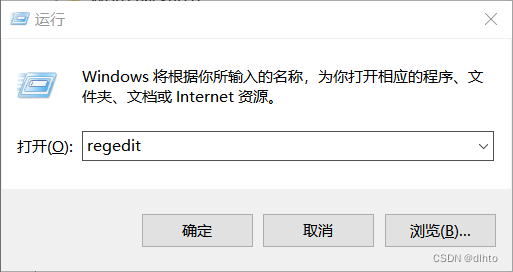 运行
Windows 将根据你所输入的名称，为你打开相应的程序、文
件夹、文档或 Internet 资源。
打开(O): regedit
确定 取消 浏览(B)...
CSDN @dlhto